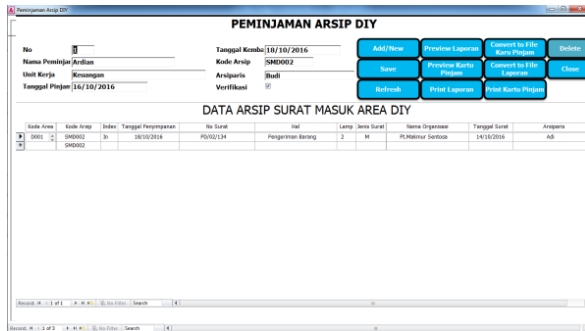 Peminjaman Arsip DIY
PEMINJAMAN ARSIP DIY
No 1
Nama Peminjar Ardian
Unit Kerja Keuangan
Tanggal Pinjam 16/10/2016
Tanggal Kemba 18/10/2016
Kode Arsip SMD002
Arsiparis Budi
Verifikasi
Add/New Preview Laporan Convert to File Karu Pinjam Delete
Save Preview Kartu Pinjam Convert to File Laporan Close
Refresh Print Laporan Print Kartu Pinjam
DATA ARSIP SURAT MASUK AREA DIY
Kode Area Kode Arsip Index Tanggal Penyimpanan No Surat Hal Lamp Jenis Surat Nama Organisasi Tanggal Surat Arsiparis
D001 SMD002 In 18/10/2016 PD/02/134 Pengeriman Barang 2 M Pt.Makmur Sentosa 14/10/2016 Adi
SMD002
Record: 1 of 1 No Filter Search
Record: 1 of 3 No Filter Search